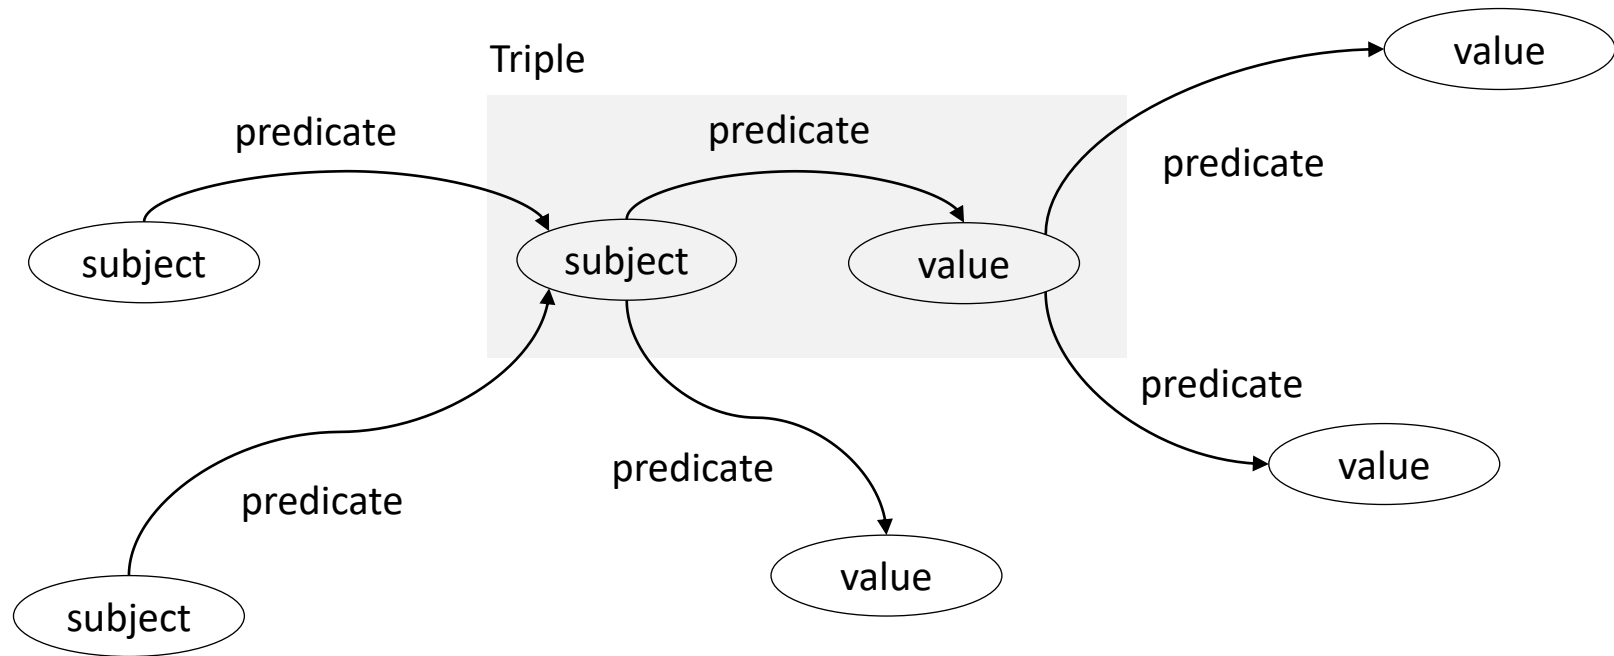 Triple
value
predicate
predicate
predicate
subject
subject
value
predicate
predicate
value
predicate
value
subject